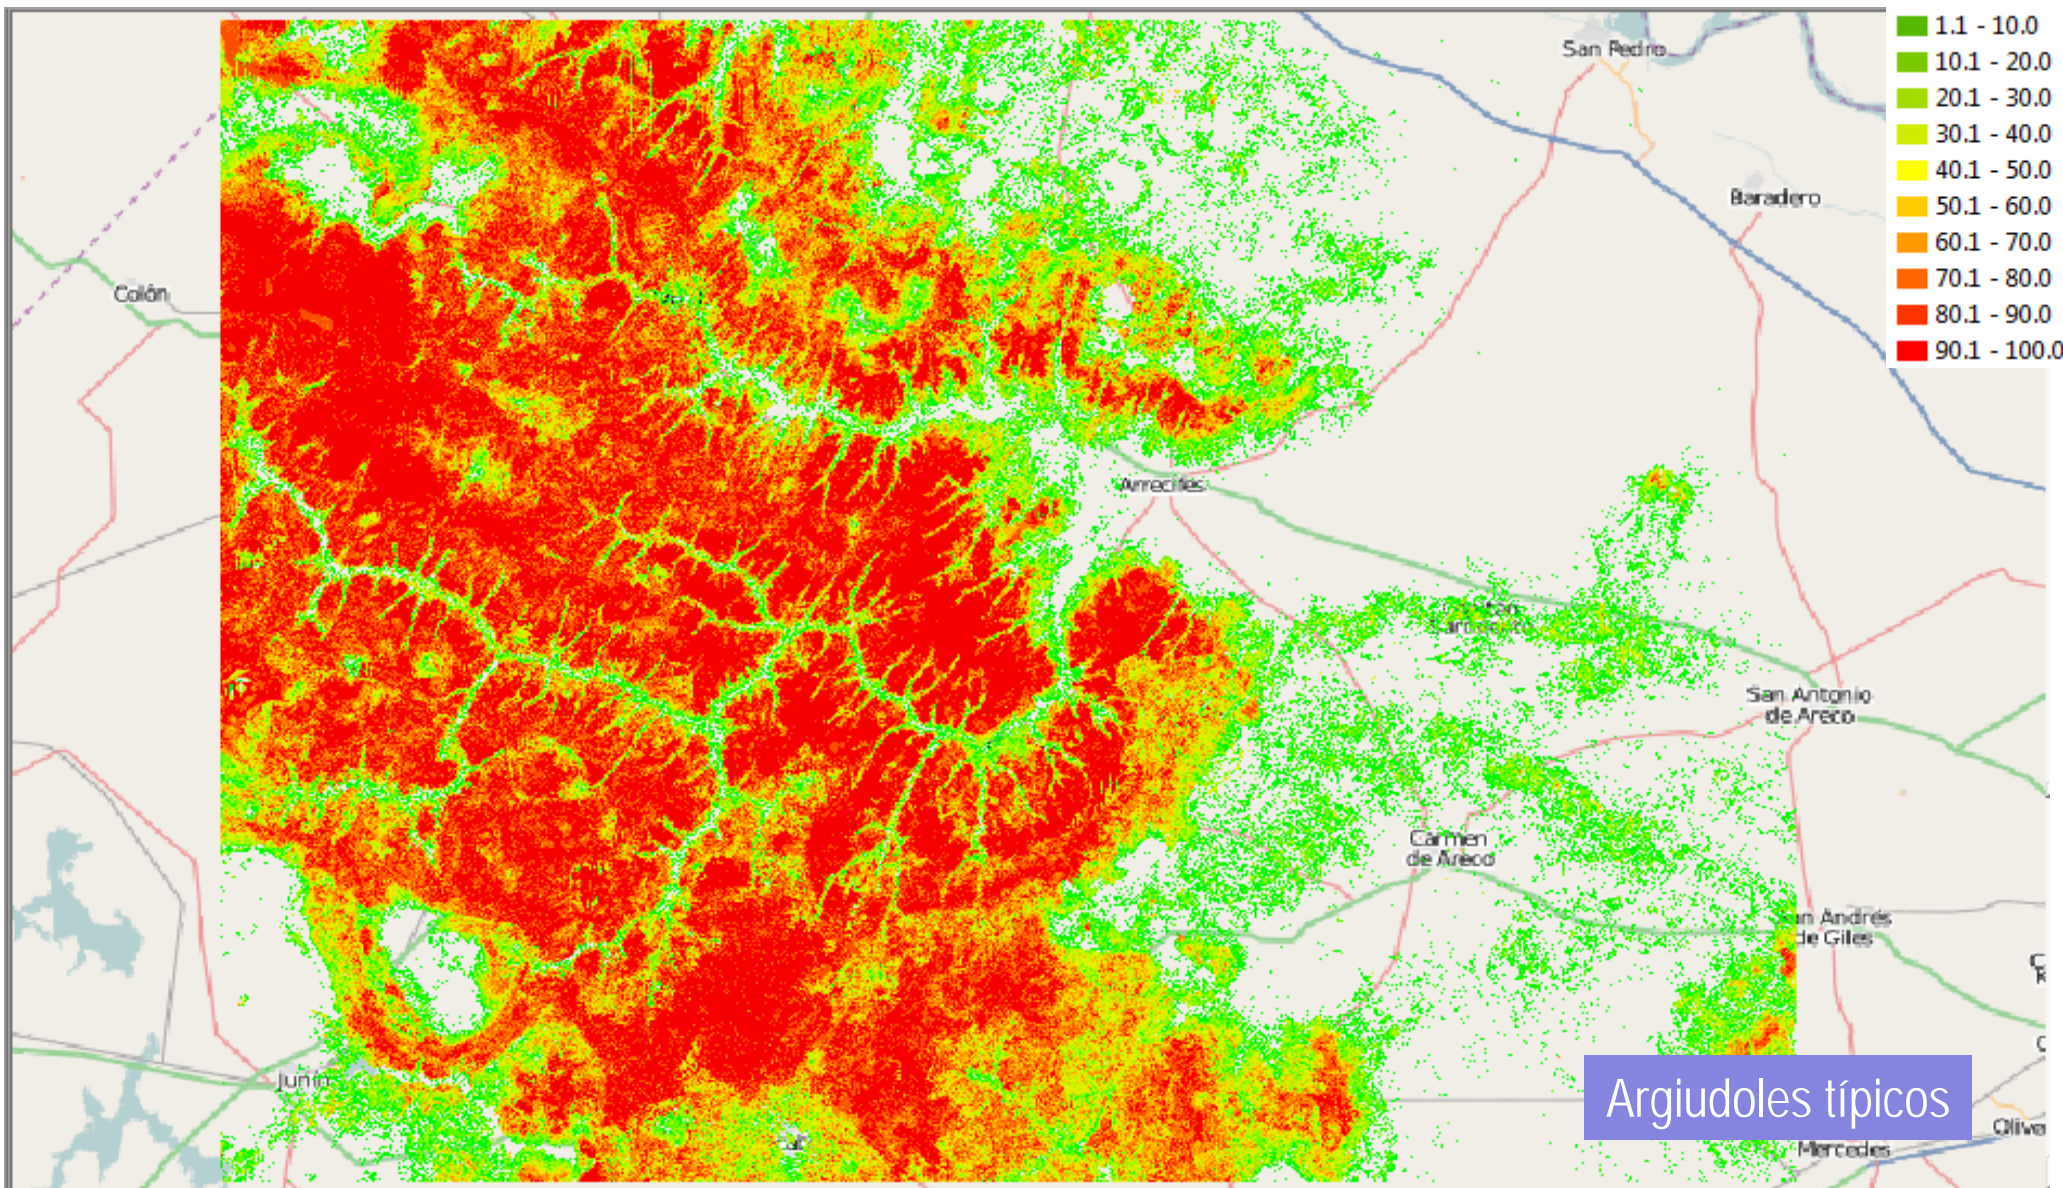 San Pedro
Baradero
Colón
Arrecifes
San Antonio
de Areco
Carmen
de Areco
an Andrés
de Giles
Junín
Mercedes
Olive
1.1 - 10.0
10.1 - 20.0
20.1 - 30.0
30.1 - 40.0
40.1 - 50.0
50.1 - 60.0
60.1 - 70.0
70.1 - 80.0
80.1 - 90.0
90.1 - 100.0
Argiudoles típicos